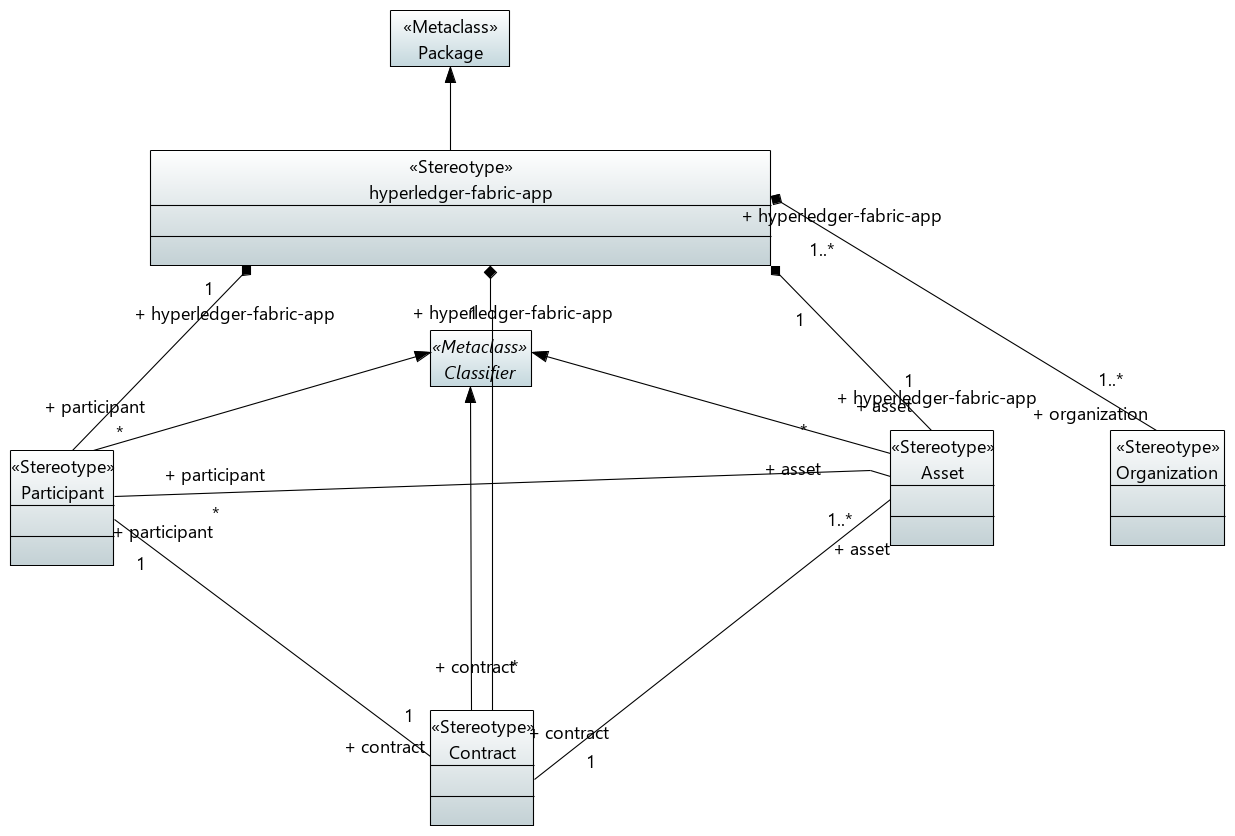 «Metaclass»
Package
«Stereotype»
hyperledger-fabric-app
+ hyperledger-fabric-app
1..*
1
+ hyperledger-fabric-app
1
+ hyperledger-fabric-app
1
«Metaclass»
Classifier
1
1..*
+ hyperledger-fabric-app
+ asset
+ participant
+ organization
*
*
«Stereotype»
Participant
«Stereotype»
Asset
«Stereotype»
Organization
+ participant
+ asset
*
1..*
+ participant
+ asset
1
+ contract
*
1
+ contract
«Stereotype»
Contract
+ contract
1